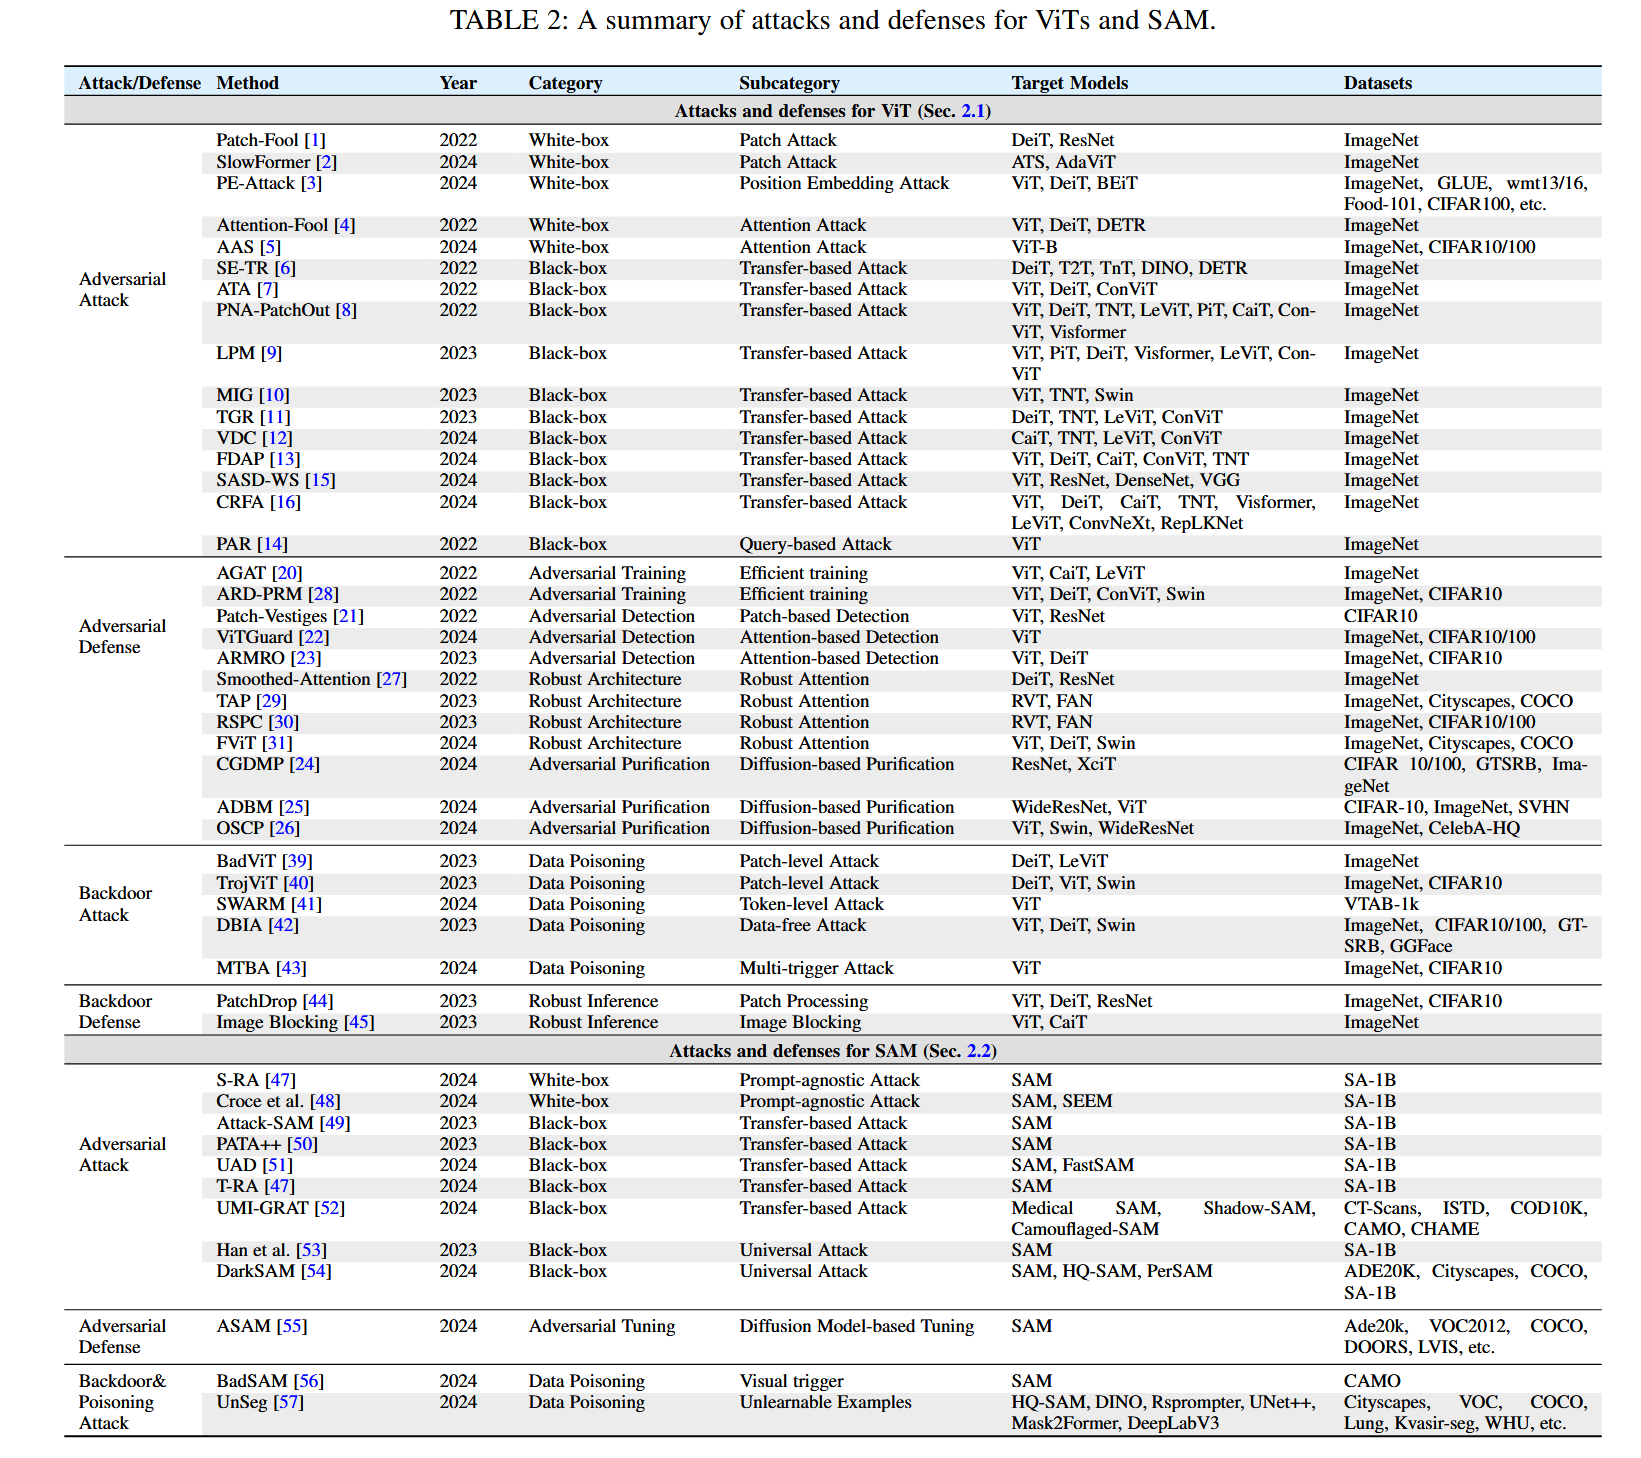 TABLE 2: A summary of attacks and defenses for ViTs and SAM.
Attack/Defense Method Year Category Subcategory Target Models Datasets
Attacks and defenses for ViT (Sec. 2.1)
Adversarial Attack
Patch-Fool [1] 2022 White-box Patch Attack DeiT, ResNet ImageNet
SlowFormer [2] 2024 White-box Patch Attack ATS, AdaViT ImageNet
PE-Attack [3] 2024 White-box Position Embedding Attack ViT, DeiT, BEiT ImageNet, GLUE, wmt13/16,
Food-101, CIFAR100, etc.
Attention-Fool [4] 2022 White-box Attention Attack ViT, DeiT, DETR ImageNet
AAS [5] 2024 White-box Attention Attack ViT-B ImageNet, CIFAR10/100
SE-TR [6] 2022 Black-box Transfer-based Attack DeiT, T2T, TnT, DINO, DETR ImageNet
ATA [7] 2022 Black-box Transfer-based Attack ViT, DeiT, ConViT ImageNet
PNA-PatchOut [8] 2022 Black-box Transfer-based Attack ViT, DeiT, TNT, LeViT, PiT, CaiT, Con- ImageNet
ViT, Visformer
LPM [9] 2023 Black-box Transfer-based Attack ViT, PiT, DeiT, Visformer, LeViT, Con- ImageNet
ViT
MIG [10] 2023 Black-box Transfer-based Attack ViT, TNT, Swin ImageNet
TGR [11] 2023 Black-box Transfer-based Attack DeiT, TNT, LeViT, ConViT ImageNet
VDC [12] 2024 Black-box Transfer-based Attack CaiT, TNT, LeViT, ConViT ImageNet
FDAP [13] 2024 Black-box Transfer-based Attack ViT, DeiT, CaiT, ConViT, TNT ImageNet
SASD-WS [15] 2024 Black-box Transfer-based Attack ViT, ResNet, DenseNet, VGG ImageNet
CRFA [16] 2024 Black-box Transfer-based Attack ViT, DeiT, CaiT, TNT, Visformer, ImageNet
LeViT, ConvNeXt, RepLKNet
PAR [14] 2022 Black-box Query-based Attack ViT ImageNet
Adversarial Defense
AGAT [20] 2022 Adversarial Training Efficient training ViT, CaiT, LeViT ImageNet
ARD-PRM [28] 2022 Adversarial Training Efficient training ViT, DeiT, ConViT, Swin ImageNet, CIFAR10
Patch-Vestiges [21] 2022 Adversarial Detection Patch-based Detection ViT, ResNet CIFAR10
ViTGuard [22] 2024 Adversarial Detection Attention-based Detection ViT ImageNet, CIFAR10/100
ARMRO [23] 2023 Adversarial Detection Attention-based Detection ViT, DeiT ImageNet, CIFAR10
Smoothed-Attention [27] 2022 Robust Architecture Robust Attention DeiT, ResNet ImageNet
TAP [29] 2023 Robust Architecture Robust Attention RVT, FAN ImageNet, Cityscapes, COCO
RSPC [30] 2023 Robust Architecture Robust Attention RVT, FAN ImageNet, CIFAR10/100
FViT [31] 2024 Robust Architecture Robust Attention ViT, DeiT, Swin ImageNet, Cityscapes, COCO
CGDMP [24] 2024 Adversarial Purification Diffusion-based Purification ResNet, XciT CIFAR 10/100, GTSRB, Ima-
geNet
ADBM [25] 2024 Adversarial Purification Diffusion-based Purification WideResNet, ViT CIFAR-10, ImageNet, SVHN
OSCP [26] 2024 Adversarial Purification Diffusion-based Purification ViT, Swin, WideResNet ImageNet, CelebA-HQ
Backdoor Attack
BadViT [39] 2023 Data Poisoning Patch-level Attack DeiT, LeViT ImageNet
TrojViT [40] 2023 Data Poisoning Patch-level Attack DeiT, ViT, Swin ImageNet, CIFAR10
SWARM [41] 2024 Data Poisoning Token-level Attack ViT VTAB-1k
DBIA [42] 2023 Data Poisoning Data-free Attack ViT, DeiT, Swin ImageNet, CIFAR10/100, GT-
SRB, GGFace
MTBA [43] 2024 Data Poisoning Multi-trigger Attack ViT ImageNet, CIFAR10
Backdoor Defense
PatchDrop [44] 2023 Robust Inference Patch Processing ViT, DeiT, ResNet ImageNet, CIFAR10
Image Blocking [45] 2023 Robust Inference Image Blocking ViT, CaiT ImageNet
Attacks and defenses for SAM (Sec. 2.2)
Adversarial Attack
S-RA [47] 2024 White-box Prompt-agnostic Attack SAM SA-1B
Croce et al. [48] 2024 White-box Prompt-agnostic Attack SAM, SEEM SA-1B
Attack-SAM [49] 2023 Black-box Transfer-based Attack SAM SA-1B
PATA++ [50] 2023 Black-box Transfer-based Attack SAM SA-1B
UAD [51] 2024 Black-box Transfer-based Attack SAM, FastSAM SA-1B
T-RA [47] 2024 Black-box Transfer-based Attack SAM SA-1B
UMI-GRAT [52] 2024 Black-box Transfer-based Attack Medical SAM, Shadow-SAM, CT-Scans, ISTD, COD10K,
Camouflaged-SAM CAMO, CHAME
Han et al. [53] 2023 Black-box Universal Attack SAM SA-1B
DarkSAM [54] 2024 Black-box Universal Attack SAM, HQ-SAM, PerSAM ADE20K, Cityscapes, COCO,
SA-1B
Adversarial Defense
ASAM [55] 2024 Adversarial Tuning Diffusion Model-based Tuning SAM Ade20k, VOC2012, COCO,
DOORS, LVIS, etc.
Backdoor& Poisoning Attack
BadSAM [56] 2024 Data Poisoning Visual trigger SAM CAMO
UnSeg [57] 2024 Data Poisoning Unlearnable Examples HQ-SAM, DINO, Rsprompter, UNet++, Cityscapes, VOC, COCO,
Mask2Former, DeepLabV3 Lung, Kvasir-seg, WHU, etc.